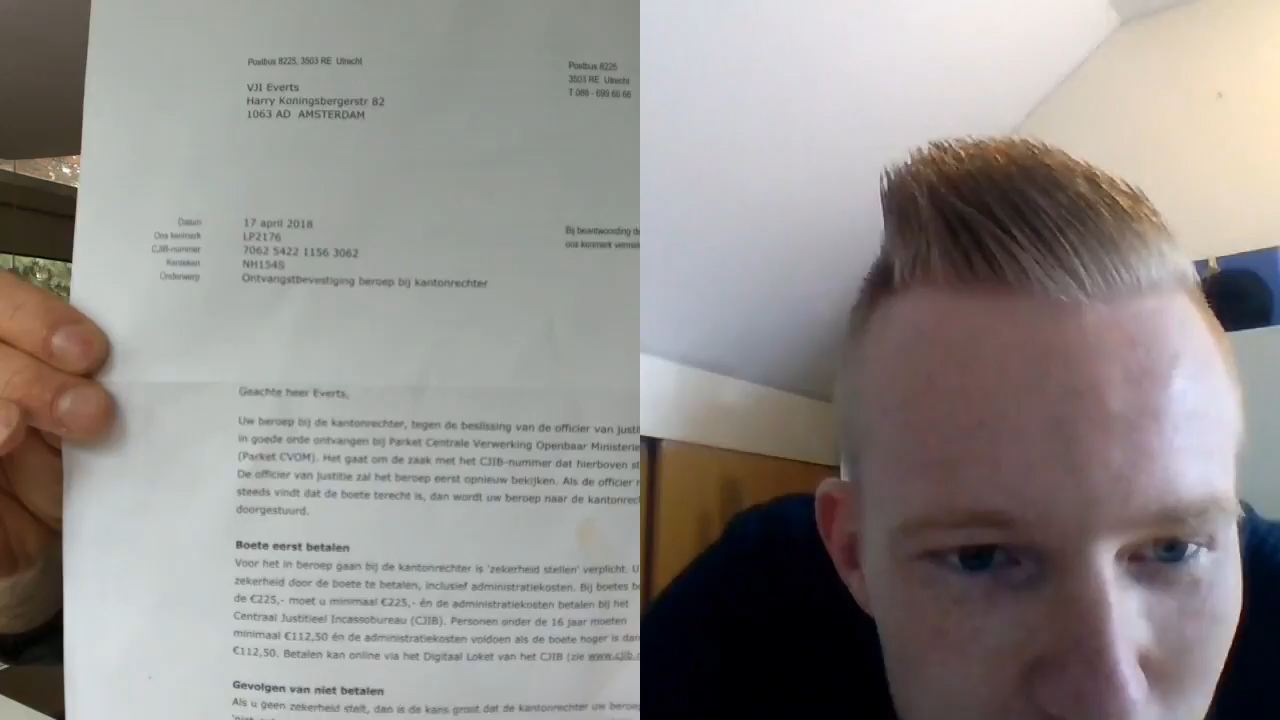 Postbus 8225, 3503 RE Utrecht
Postbus 8225
3503 RE Utrecht
T 088 - 699 66 66
VJI Everts
Harry Koningsbergerstr 82
1063 AD AMSTERDAM
Datum 17 april 2018
Ons kenmerk LP2176
CJIB-nummer 7062 5422 1156 3062
Kenteken NH154S
Onderwerp Ontvangstbevestiging beroep bij kantonrechter
Bij beantwoording de
ons kenmerk
Geachte heer Everts,
Uw beroep bij de kantonrechter, tegen de beslissing van de officier van justi
in goede orde ontvangen bij Parket Centrale Verwerking Openbaar Ministerie
(Parket CVOM). Het gaat om de zaak met het CJIB-nummer dat hierboven st
De officier van justitie zal het beroep eerst opnieuw bekijken. Als de officier
steeds vindt dat de boete terecht is, dan wordt uw beroep naar de kantonrec
doorgestuurd.
Boete eerst betalen
Voor het in beroep gaan bij de kantonrechter is 'zekerheid stellen' verplicht. U
zekerheid door de boete te betalen, inclusief administratiekosten. Bij boetes
de €225,- moet u minimaal €225,- én de administratiekosten betalen bij het
Centraal Justitieel Incassobureau (CJIB). Personen onder de 16 jaar moeten
minimaal €112,50 én de administratiekosten voldoen als de boete hoger is dan
€112,50. Betalen kan online via het Digitaal Loket van het CJIB (zie www.cjib.
Gevolgen van niet betalen
Als u geen zekerheid stelt, dan is de kans groot dat de kantonrechter uw beroep